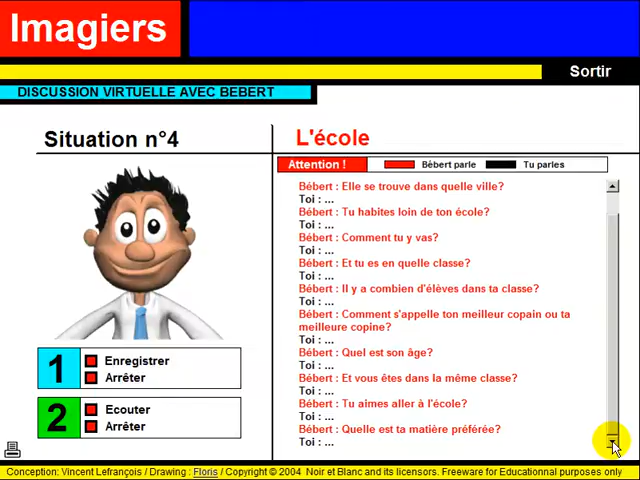 Imagiers
Sortir
DISCUSSION VIRTUELLE AVEC BEBERT
Situation n°4
L'école
Attention !
Bébert parle
Tu parles
Bébert : Elle se trouve dans quelle ville?
Toi : ...
Bébert : Tu habites loin de ton école?
Toi : ...
Bébert : Comment tu y vas?
Toi : ...
Bébert : Et tu es en quelle classe?
Toi : ...
Bébert : Il y a combien d'élèves dans ta classe?
Toi : ...
Bébert : Comment s'appelle ton meilleur copain ou ta
meilleure copine?
Toi : ...
Bébert : Quel est son âge?
Toi : ...
Bébert : Et vous êtes dans la même classe?
Toi : ...
Bébert : Tu aimes aller à l'école?
Toi : ...
Bébert : Quelle est ta matière préférée?
Toi : ...
1
Enregistrer
Arrêter
2
Ecouter
Arrêter
Conception: Vincent Lefrançois / Drawing : Floris / Copyright © 2004 Noir et Blanc and its licensors. Freeware for Educationnal purposes only